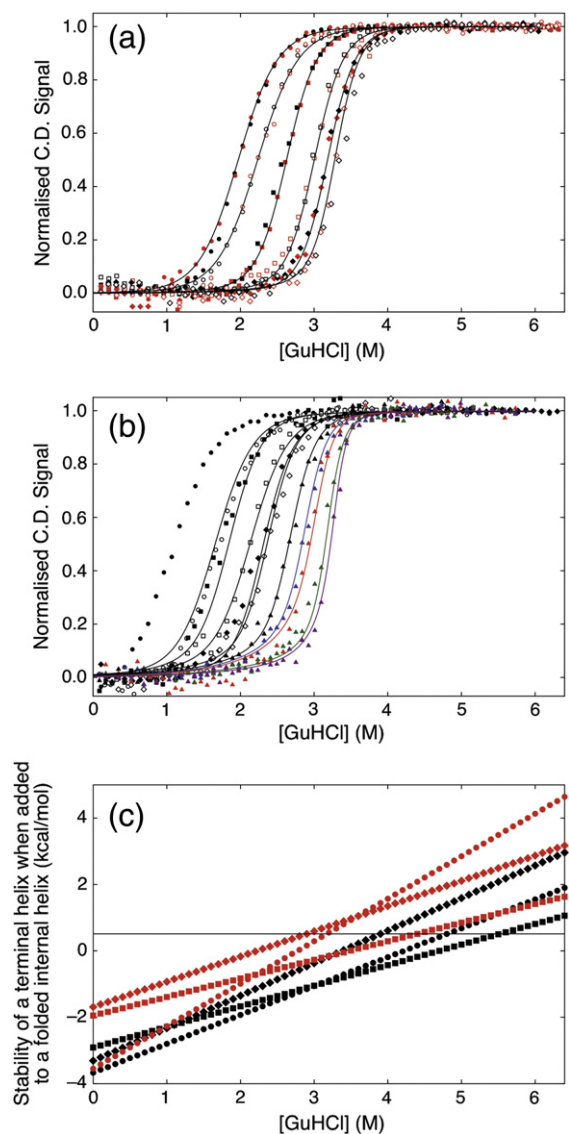 (a)
Normalised C.D. Signal
1.0
0.8
0.6
0.4
0.2
0.0
0 1 2 3 4 5 6
[GuHCl] (M)
(b)
Normalised C.D. Signal
1.0
0.8
0.6
0.4
0.2
0.0
0 1 2 3 4 5 6
[GuHCl] (M)
(c)
Stability of a terminal helix when added
to a folded internal helix (kcal/mol)
4
2
0
−2
−4
0 1 2 3 4 5 6
[GuHCl] (M)